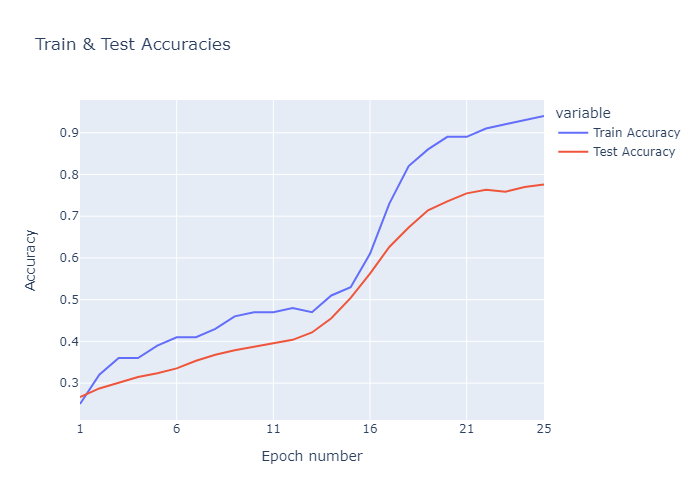 Train & Test Accuracies
variable
Train Accuracy
Test Accuracy
Accuracy
0.9
0.8
0.7
0.6
0.5
0.4
0.3
1 6 11 16 21 25
Epoch number